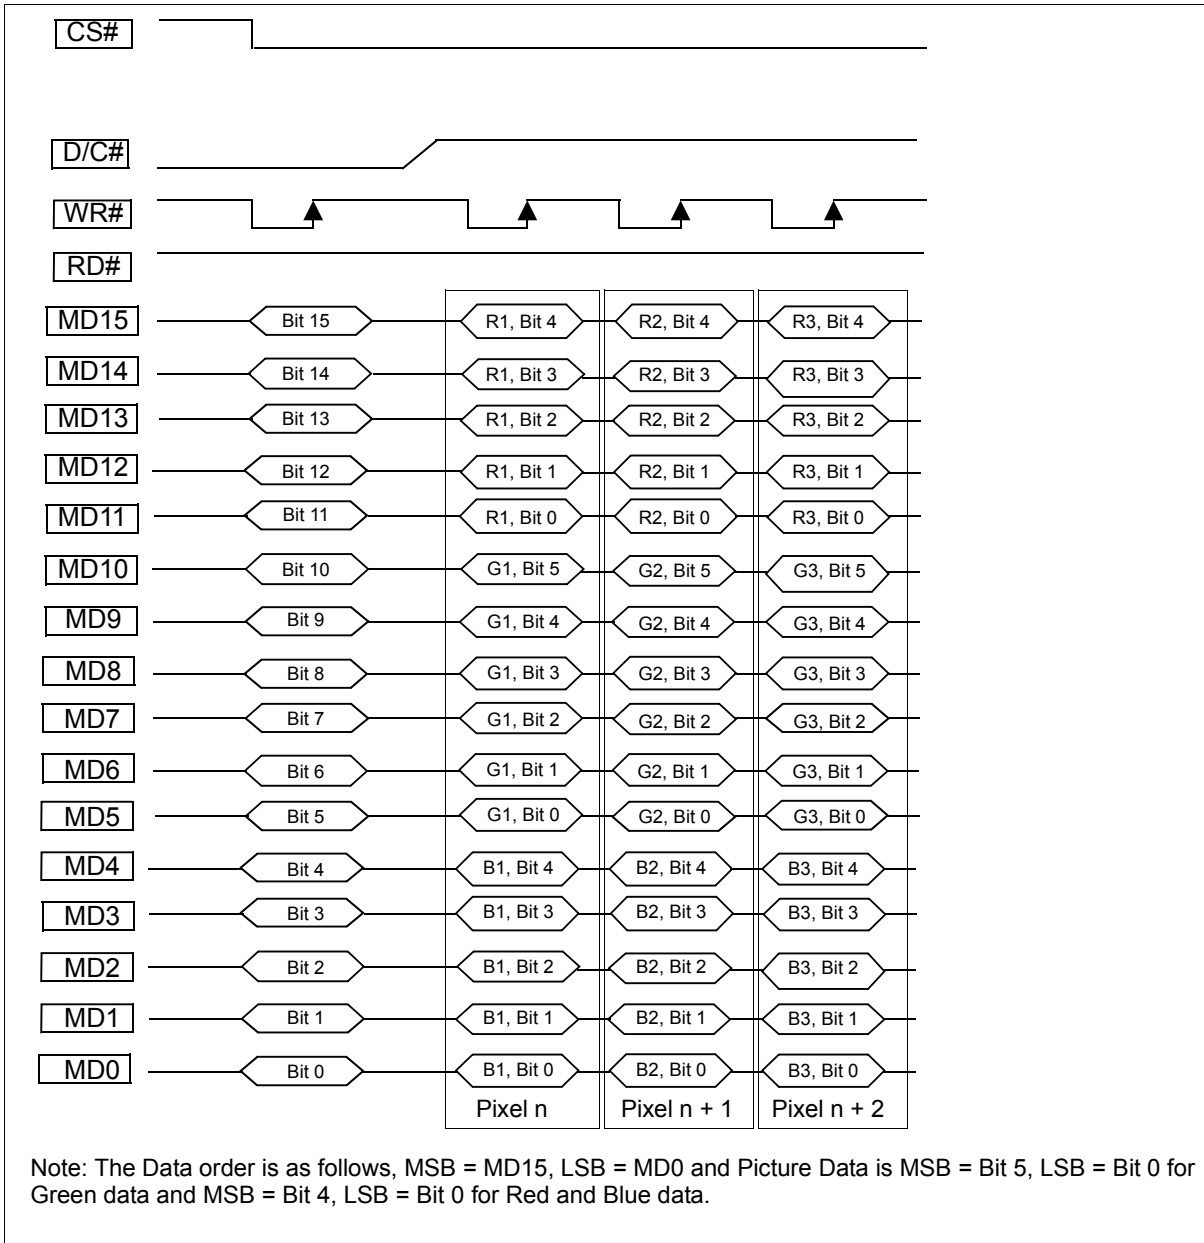 CS#
D/C#
WR#
RD#
MD15 Bit 15 R1, Bit 4 R2, Bit 4 R3, Bit 4
MD14 Bit 14 R1, Bit 3 R2, Bit 3 R3, Bit 3
MD13 Bit 13 R1, Bit 2 R2, Bit 2 R3, Bit 2
MD12 Bit 12 R1, Bit 1 R2, Bit 1 R3, Bit 1
MD11 Bit 11 R1, Bit 0 R2, Bit 0 R3, Bit 0
MD10 Bit 10 G1, Bit 5 G2, Bit 5 G3, Bit 5
MD9 Bit 9 G1, Bit 4 G2, Bit 4 G3, Bit 4
MD8 Bit 8 G1, Bit 3 G2, Bit 3 G3, Bit 3
MD7 Bit 7 G1, Bit 2 G2, Bit 2 G3, Bit 2
MD6 Bit 6 G1, Bit 1 G2, Bit 1 G3, Bit 1
MD5 Bit 5 G1, Bit 0 G2, Bit 0 G3, Bit 0
MD4 Bit 4 B1, Bit 4 B2, Bit 4 B3, Bit 4
MD3 Bit 3 B1, Bit 3 B2, Bit 3 B3, Bit 3
MD2 Bit 2 B1, Bit 2 B2, Bit 2 B3, Bit 2
MD1 Bit 1 B1, Bit 1 B2, Bit 1 B3, Bit 1
MD0 Bit 0 B1, Bit 0 B2, Bit 0 B3, Bit 0
Pixel n Pixel n + 1 Pixel n + 2
Note: The Data order is as follows, MSB = MD15, LSB = MD0 and Picture Data is MSB = Bit 5, LSB = Bit 0 for
Green data and MSB = Bit 4, LSB = Bit 0 for Red and Blue data.